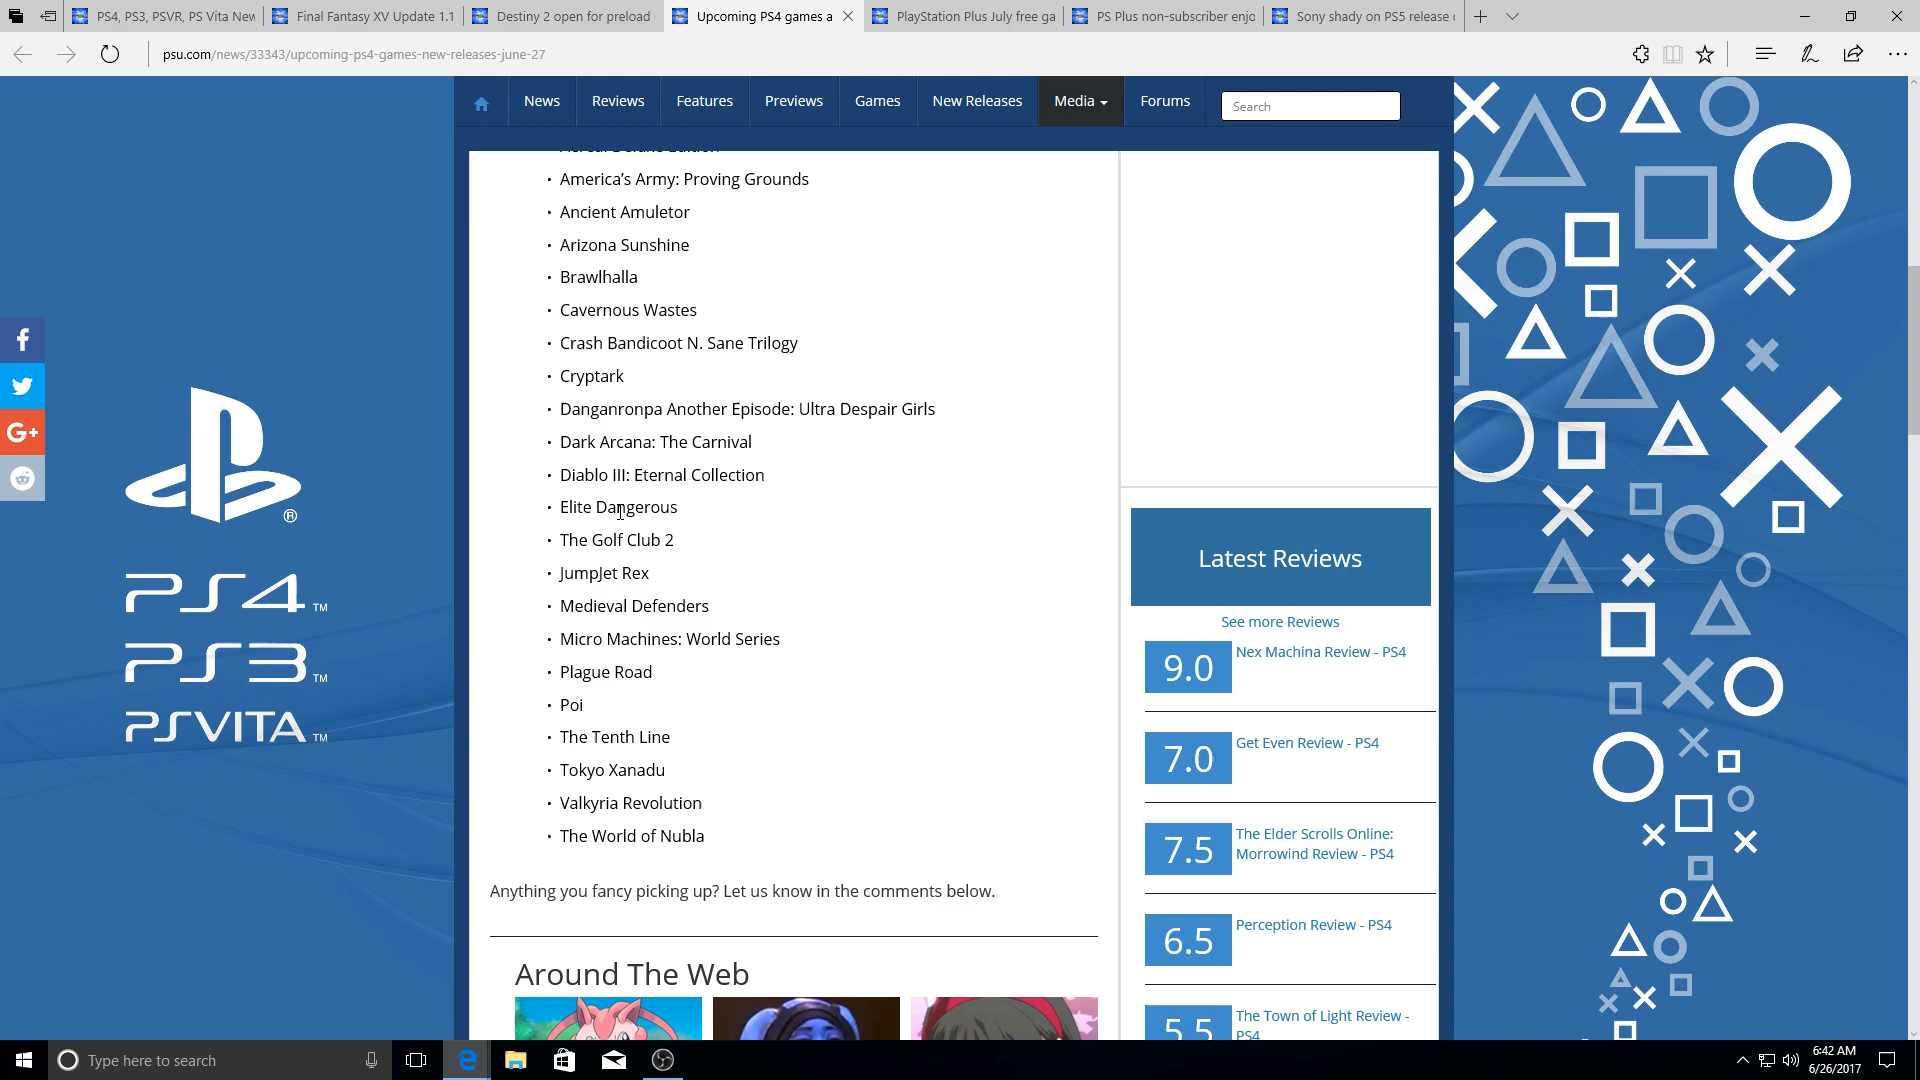 PS4, PS3, PSVR, PS Vita Nev
Final Fantasy XV Update 1.1
Destiny 2 open for preload
Upcoming PS4 games a
PlayStation Plus July free ga
PS Plus non-subscriber enjo
Sony shady on PS5 release
psu.com/news/33343/upcoming-ps4-games-new-releases-june-27
News
Reviews
Features
Previews
Games
New Releases
Media
Forums
Search
• America's Army: Proving Grounds
• Ancient Amuletor
• Arizona Sunshine
• Brawlhalla
• Cavernous Wastes
• Crash Bandicoot N. Sane Trilogy
• Cryptark
• Danganronpa Another Episode: Ultra Despair Girls
• Dark Arcana: The Carnival
• Diablo III: Eternal Collection
• Elite Dangerous
• The Golf Club 2
• JumpJet Rex
• Medieval Defenders
• Micro Machines: World Series
• Plague Road
• Poi
• The Tenth Line
• Tokyo Xanadu
• Valkyria Revolution
• The World of Nubla
Anything you fancy picking up? Let us know in the comments below.
Around The Web
Latest Reviews
See more Reviews
9.0
Nex Machina Review - PS4
7.0
Get Even Review - PS4
7.5
The Elder Scrolls Online:
Morrowind Review - PS4
6.5
Perception Review - PS4
5.5
The Town of Light Review -
PS4
G+
®
PS4™
PS3™
PSVITA™
Type here to search
6:42 AM
6/26/2017